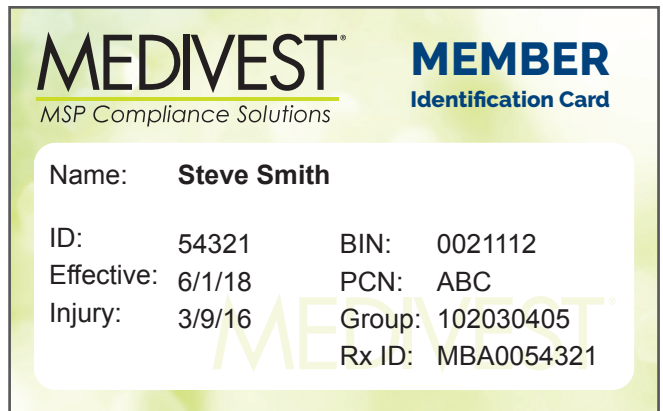 MEDIVEST®
MSP Compliance Solutions
MEMBER
Identification Card
Name: Steve Smith
ID: 54321
Effective: 6/1/18
Injury: 3/9/16
BIN: 0021112
PCN: ABC
Group: 102030405
Rx ID: MBA0054321
MEDIVEST